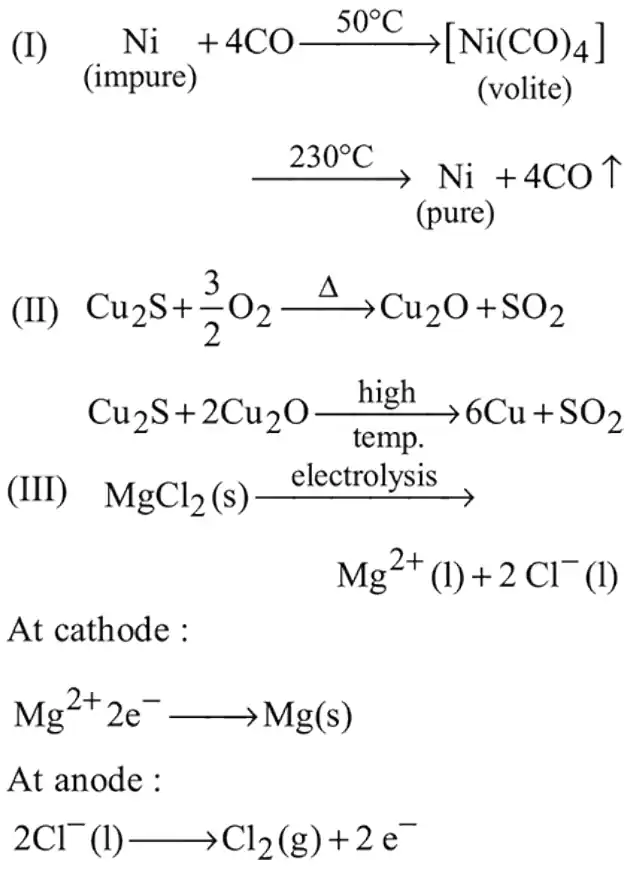 (I) Ni + 4CO —50°C→ [Ni(CO)4]
(impure) (volite)
—230°C→ Ni + 4CO ↑
(pure)
(II) Cu2S + 3/2 O2 —Δ→ Cu2O + SO2
Cu2S + 2Cu2O —high temp.→ 6Cu + SO2
(III) MgCl2 (s) —electrolysis→
Mg2+ (l) + 2 Cl− (l)
At cathode :
Mg2+ 2e− → Mg(s)
At anode :
2Cl− (l) → Cl2 (g) + 2 e−